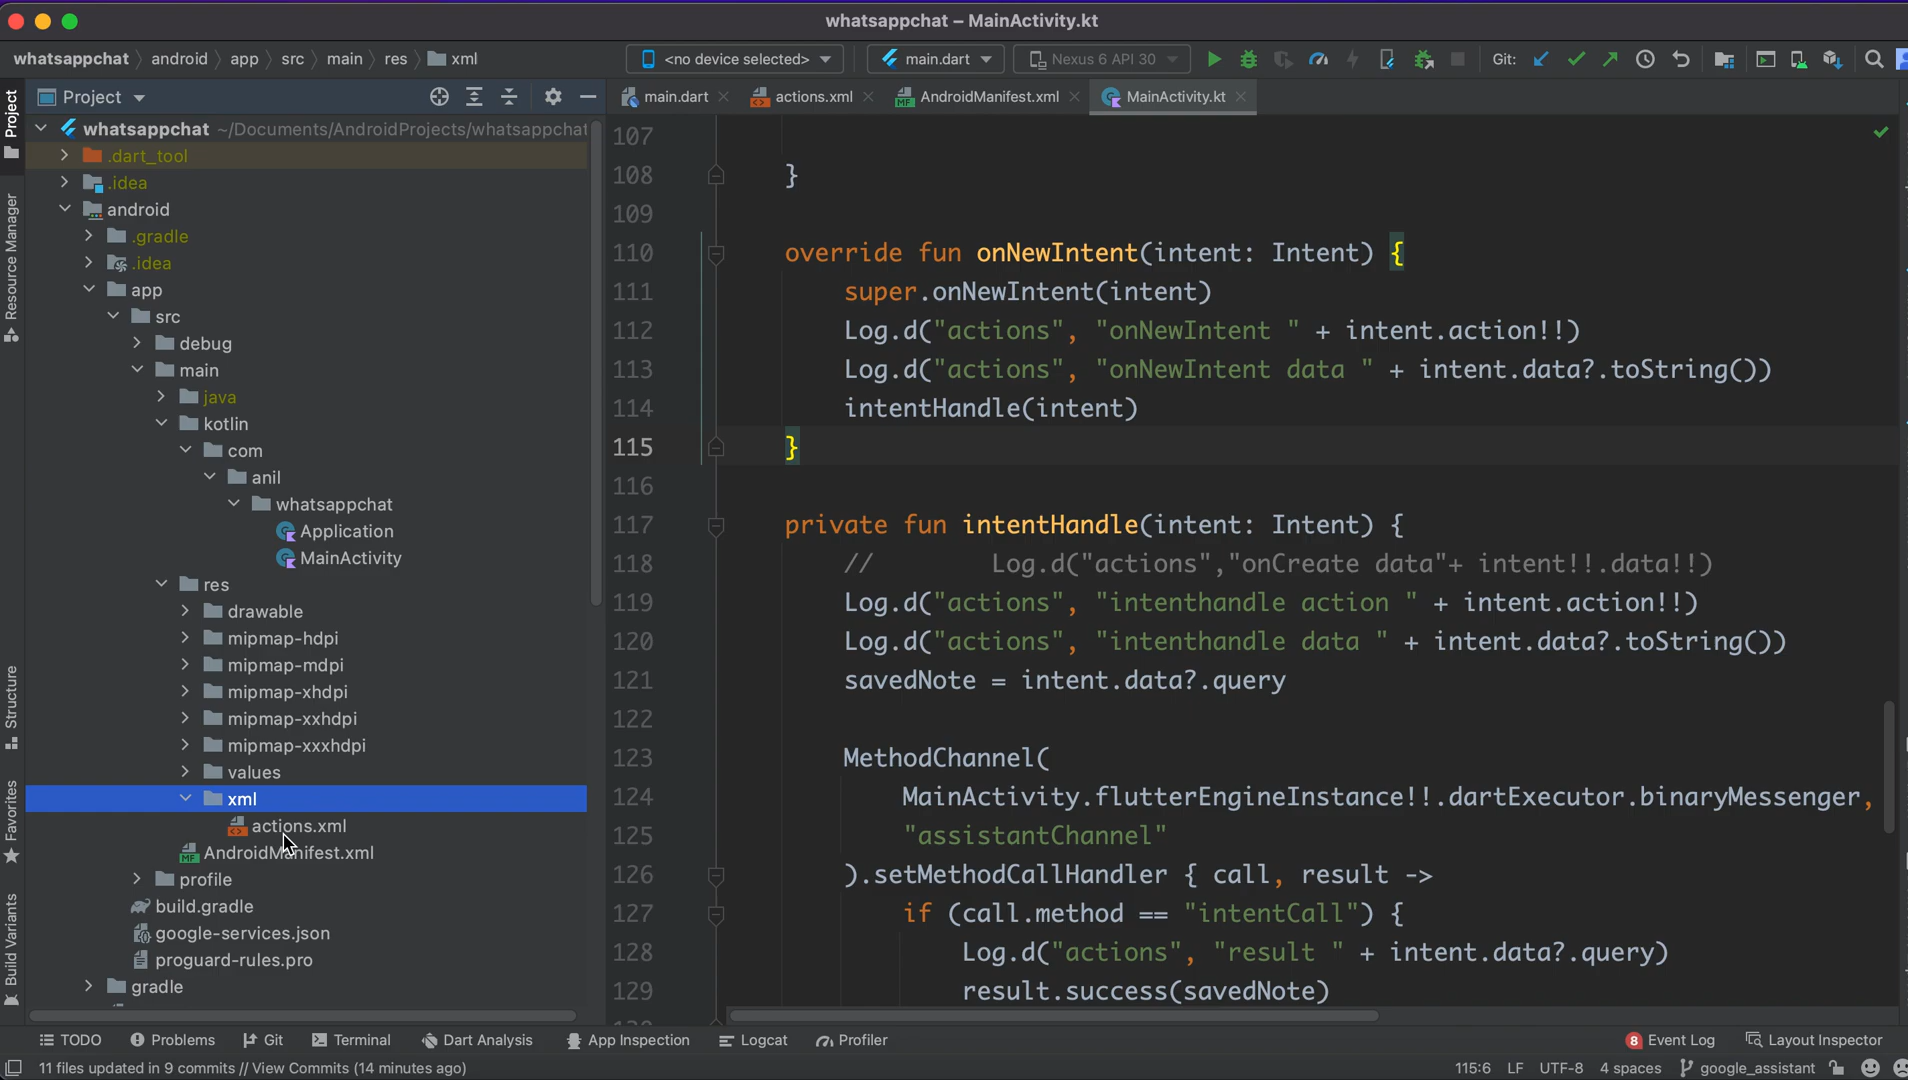 whatsappchat – MainActivity.kt
whatsappchat android app src main res xml <no device selected> main.dart Nexus 6 API 30 Git:
Project main.dart actions.xml AndroidManifest.xml MainActivity.kt
Project
Resource Manager
Structure
Favorites
Build Variants
whatsappchat ~/Documents/AndroidProjects/whatsappchat
.dart_tool
.idea
android
.gradle
.idea
app
src
debug
main
java
kotlin
com
anil
whatsappchat
Application
MainActivity
res
drawable
mipmap-hdpi
mipmap-mdpi
mipmap-xhdpi
mipmap-xxhdpi
mipmap-xxxhdpi
values
xml
actions.xml
AndroidManifest.xml
profile
build.gradle
google-services.json
proguard-rules.pro
gradle
107
108 }
109
110 override fun onNewIntent(intent: Intent) {
111 super.onNewIntent(intent)
112 Log.d("actions", "onNewIntent " + intent.action!!)
113 Log.d("actions", "onNewIntent data " + intent.data?.toString())
114 intentHandle(intent)
115 }
116
117 private fun intentHandle(intent: Intent) {
118 // Log.d("actions","onCreate data"+ intent!!.data!!)
119 Log.d("actions", "intenthandle action " + intent.action!!)
120 Log.d("actions", "intenthandle data " + intent.data?.toString())
121 savedNote = intent.data?.query
122
123 MethodChannel(
124 MainActivity.flutterEngineInstance!!.dartExecutor.binaryMessenger,
125 "assistantChannel"
126 ).setMethodCallHandler { call, result ->
127 if (call.method == "intentCall") {
128 Log.d("actions", "result " + intent.data?.query)
129 result.success(savedNote)
TODO Problems Git Terminal Dart Analysis App Inspection Logcat Profiler 8 Event Log Layout Inspector
11 files updated in 9 commits // View Commits (14 minutes ago) 115:6 LF UTF-8 4 spaces google_assistant